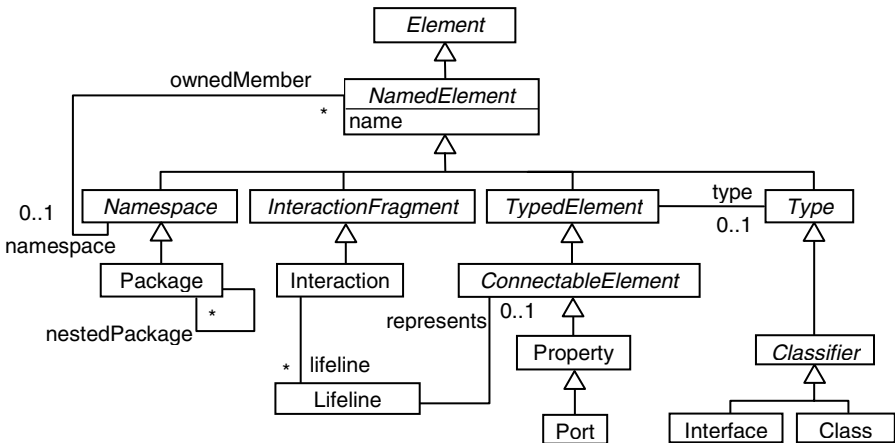 Element
ownedMember
NamedElement
*
name
type
0..1
Namespace
InteractionFragment
TypedElement
0..1
Type
namespace
Package
Interaction
ConnectableElement
*
nestedPackage
represents
0..1
Property
Classifier
*
lifeline
Lifeline
Port
Interface
Class